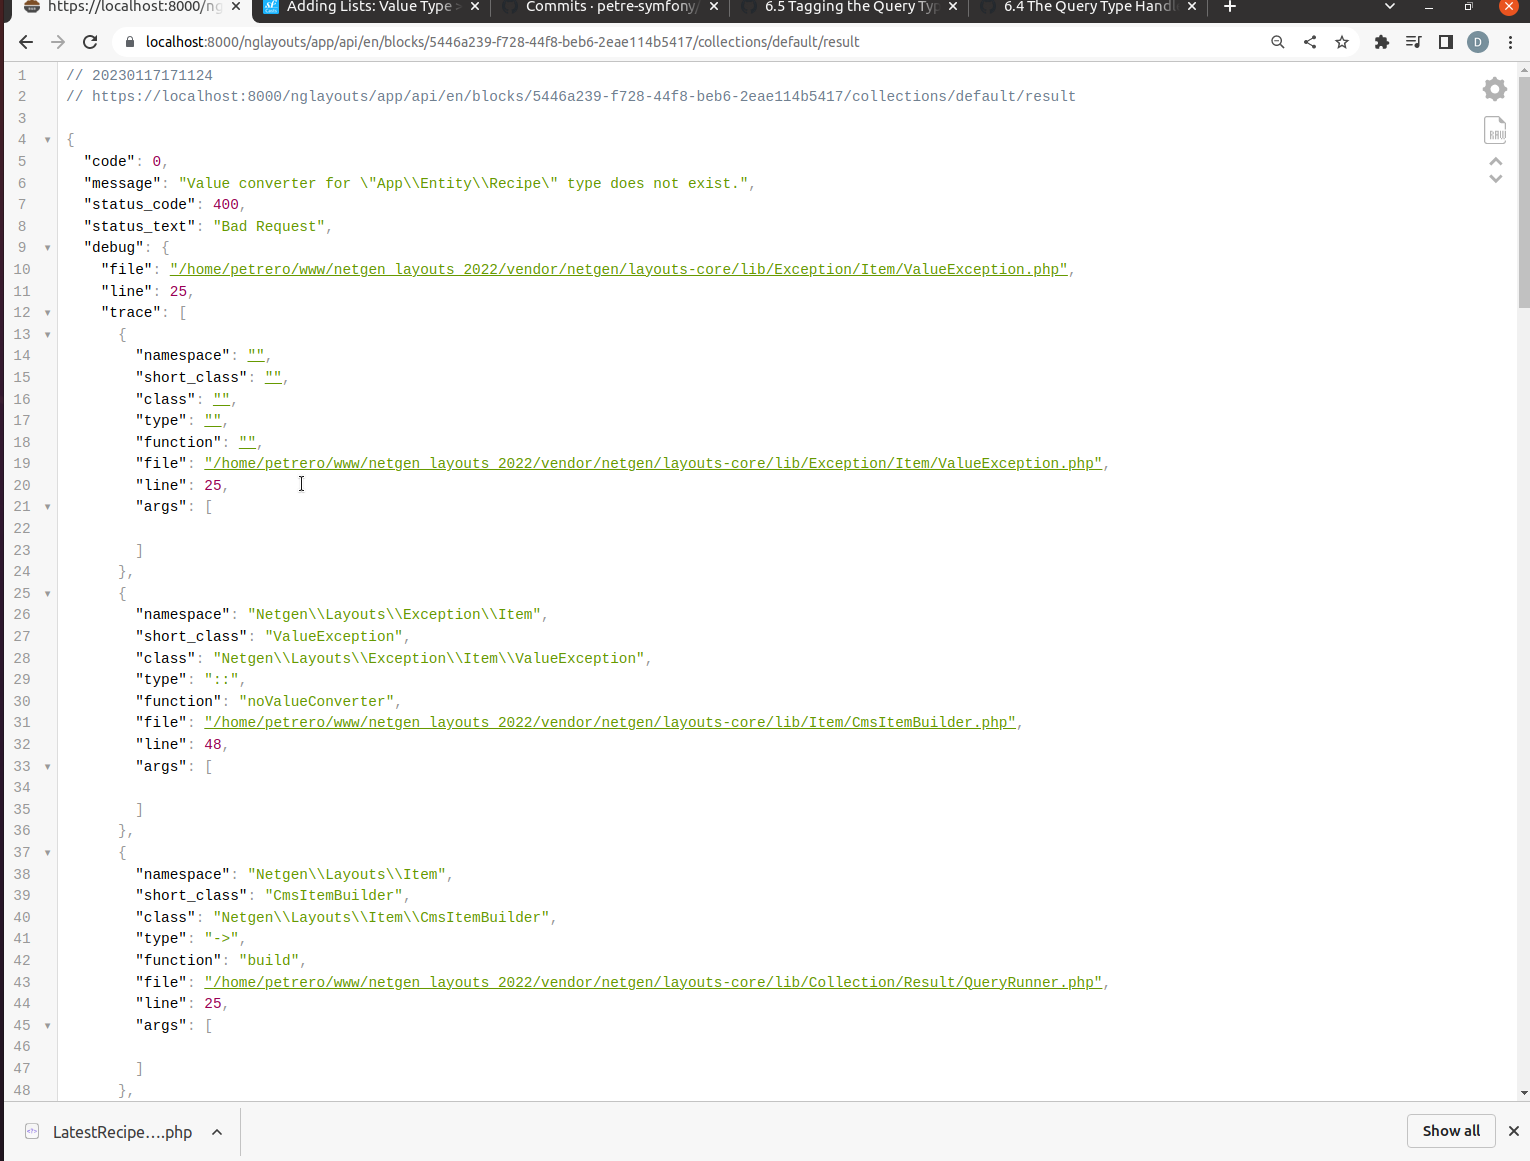 https://localhost:8000/ng
Adding Lists: Value Type
Commits · petre-symfony/
6.5 Tagging the Query Typ
6.4 The Query Type Handl
localhost:8000/nglayouts/app/api/en/blocks/5446a239-f728-44f8-beb6-2eae114b5417/collections/default/result
D
RAW
1 // 20230117171124
2 // https://localhost:8000/nglayouts/app/api/en/blocks/5446a239-f728-44f8-beb6-2eae114b5417/collections/default/result
3
4 {
5 "code": 0,
6 "message": "Value converter for \"App\\Entity\\Recipe\" type does not exist.",
7 "status_code": 400,
8 "status_text": "Bad Request",
9 "debug": {
10 "file": "/home/petrero/www/netgen_layouts_2022/vendor/netgen/layouts-core/lib/Exception/Item/ValueException.php",
11 "line": 25,
12 "trace": [
13 {
14 "namespace": "",
15 "short_class": "",
16 "class": "",
17 "type": "",
18 "function": "",
19 "file": "/home/petrero/www/netgen_layouts_2022/vendor/netgen/layouts-core/lib/Exception/Item/ValueException.php",
20 "line": 25,
21 "args": [
22
23 ]
24 },
25 {
26 "namespace": "Netgen\\Layouts\\Exception\\Item",
27 "short_class": "ValueException",
28 "class": "Netgen\\Layouts\\Exception\\Item\\ValueException",
29 "type": "::",
30 "function": "noValueConverter",
31 "file": "/home/petrero/www/netgen_layouts_2022/vendor/netgen/layouts-core/lib/Item/CmsItemBuilder.php",
32 "line": 48,
33 "args": [
34
35 ]
36 },
37 {
38 "namespace": "Netgen\\Layouts\\Item",
39 "short_class": "CmsItemBuilder",
40 "class": "Netgen\\Layouts\\Item\\CmsItemBuilder",
41 "type": "->",
42 "function": "build",
43 "file": "/home/petrero/www/netgen_layouts_2022/vendor/netgen/layouts-core/lib/Collection/Result/QueryRunner.php",
44 "line": 25,
45 "args": [
46
47 ]
48 },
LatestRecipe....php
Show all